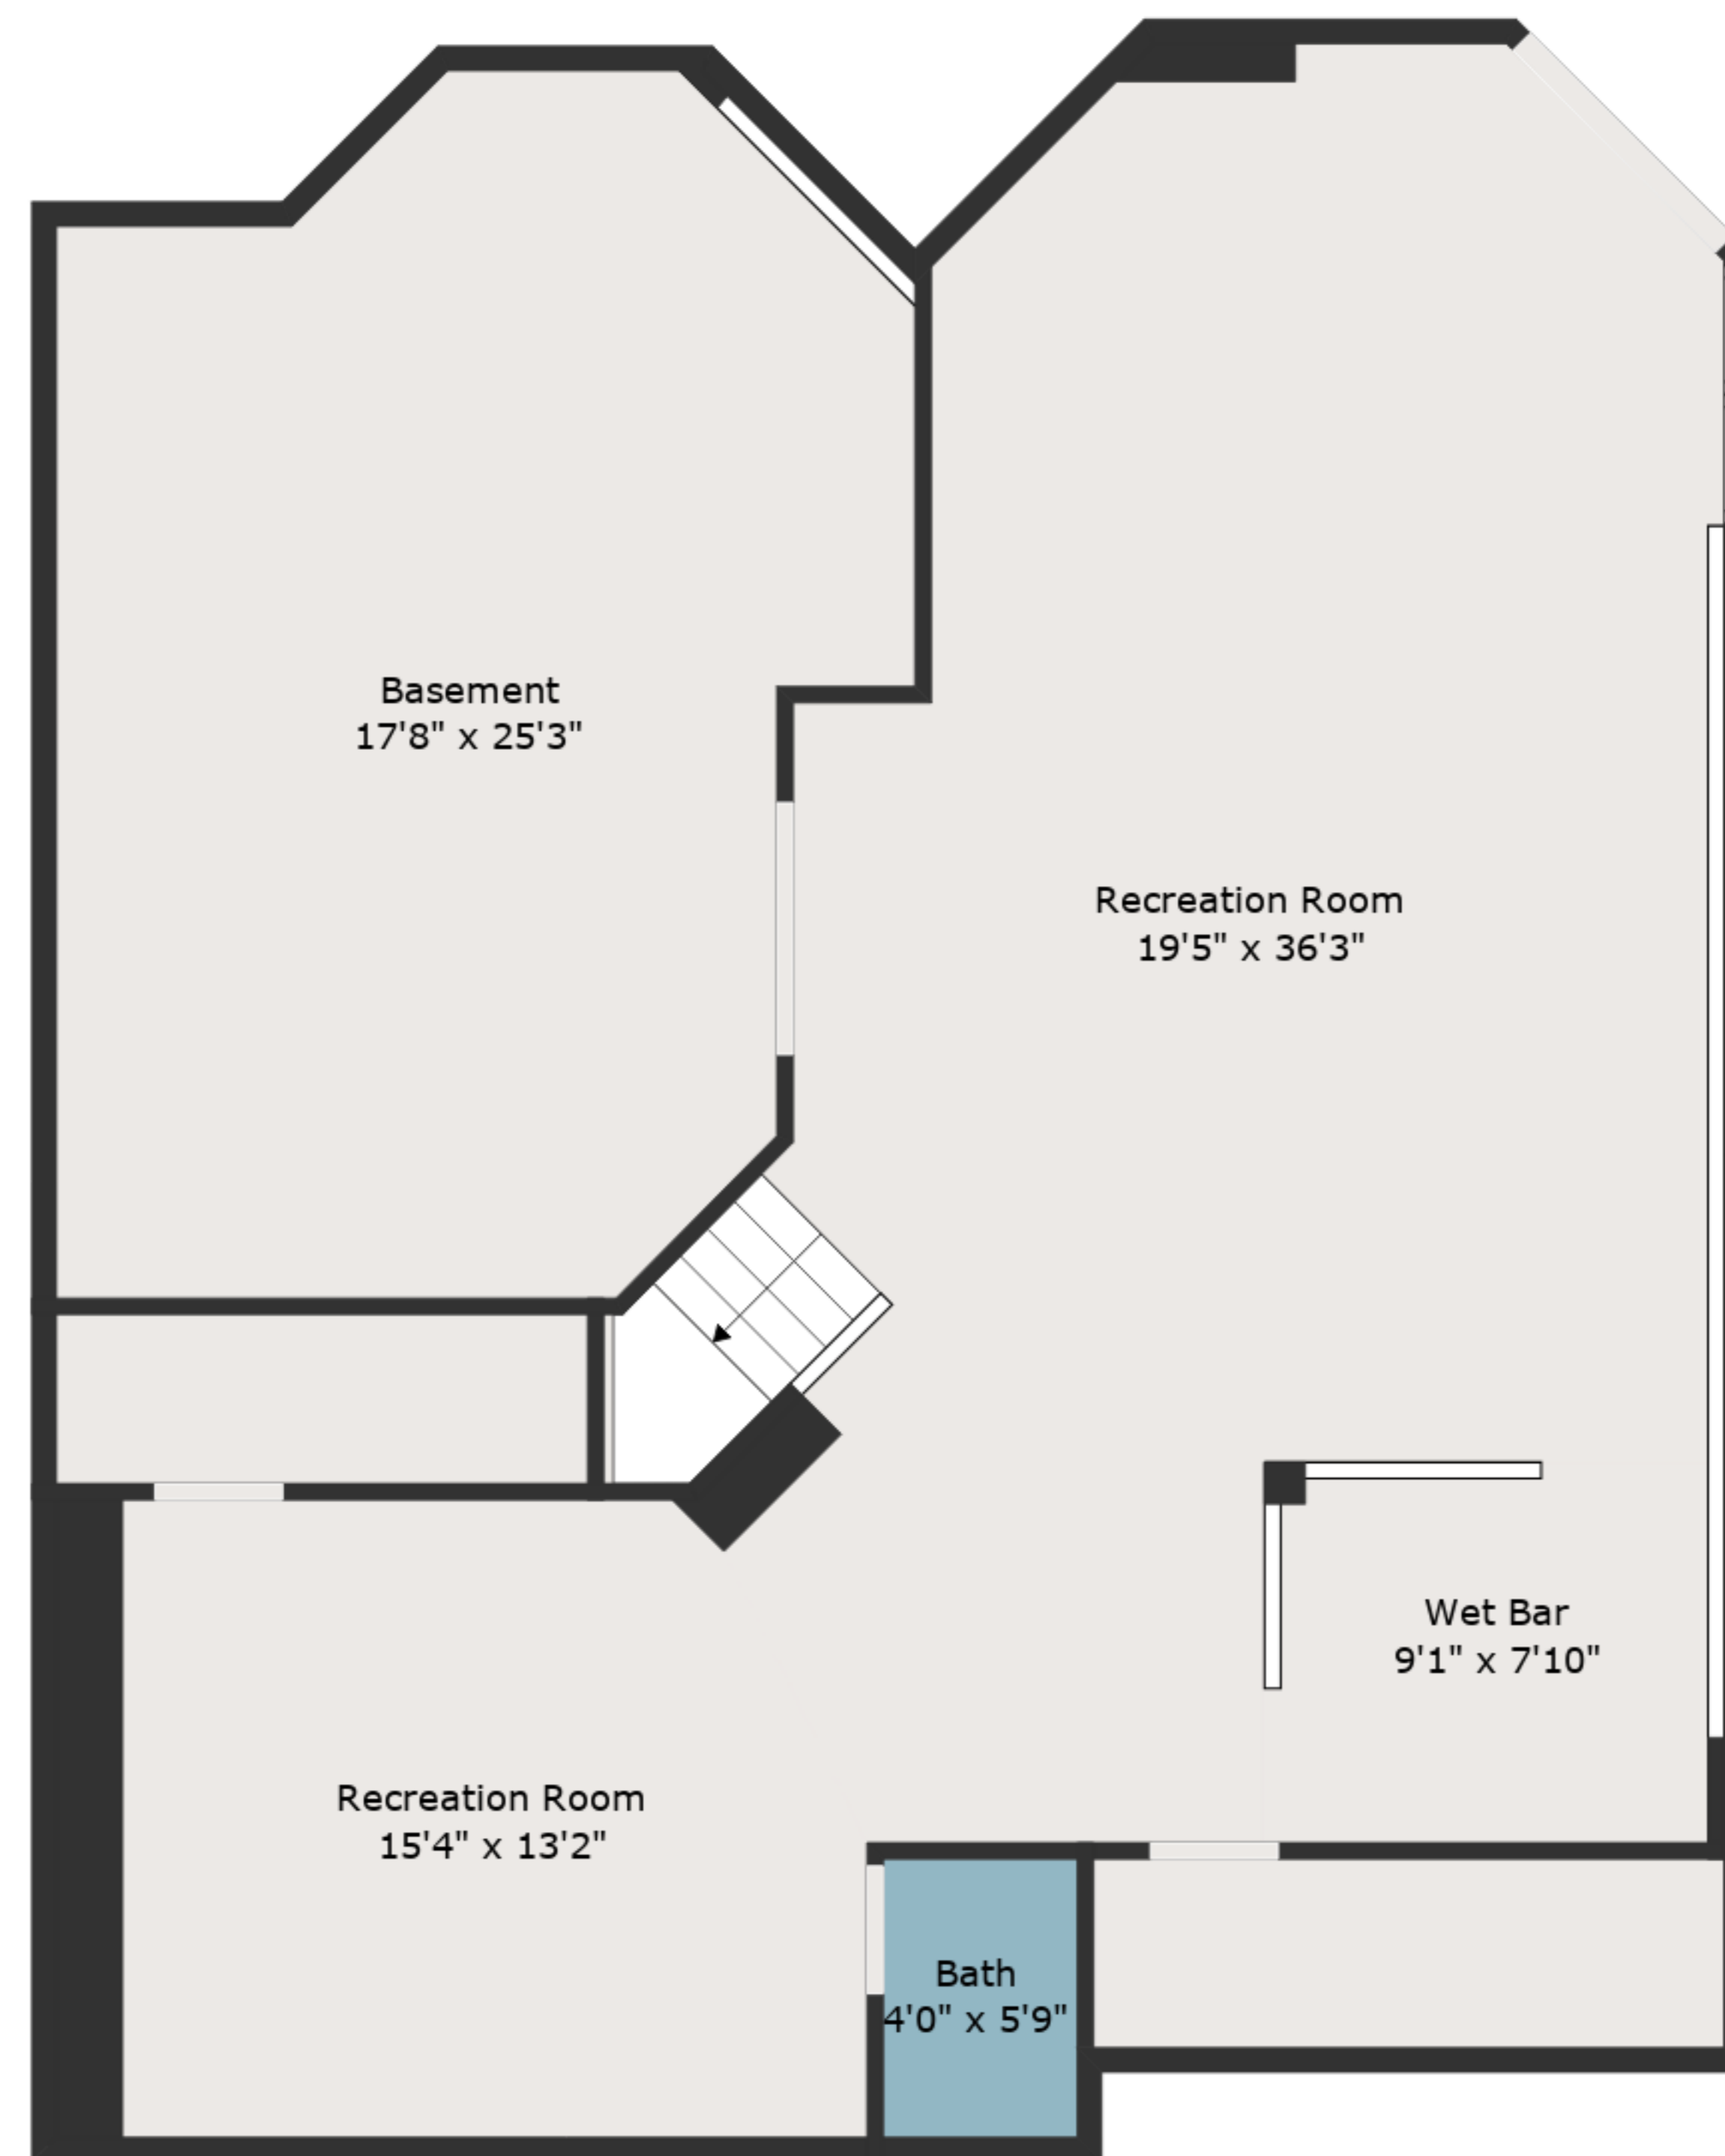 Basement
17'8" x 25'3"
Recreation Room
19'5" x 36'3"
Wet Bar
9'1" x 7'10"
Recreation Room
15'4" x 13'2"
Bath
4'0" x 5'9"